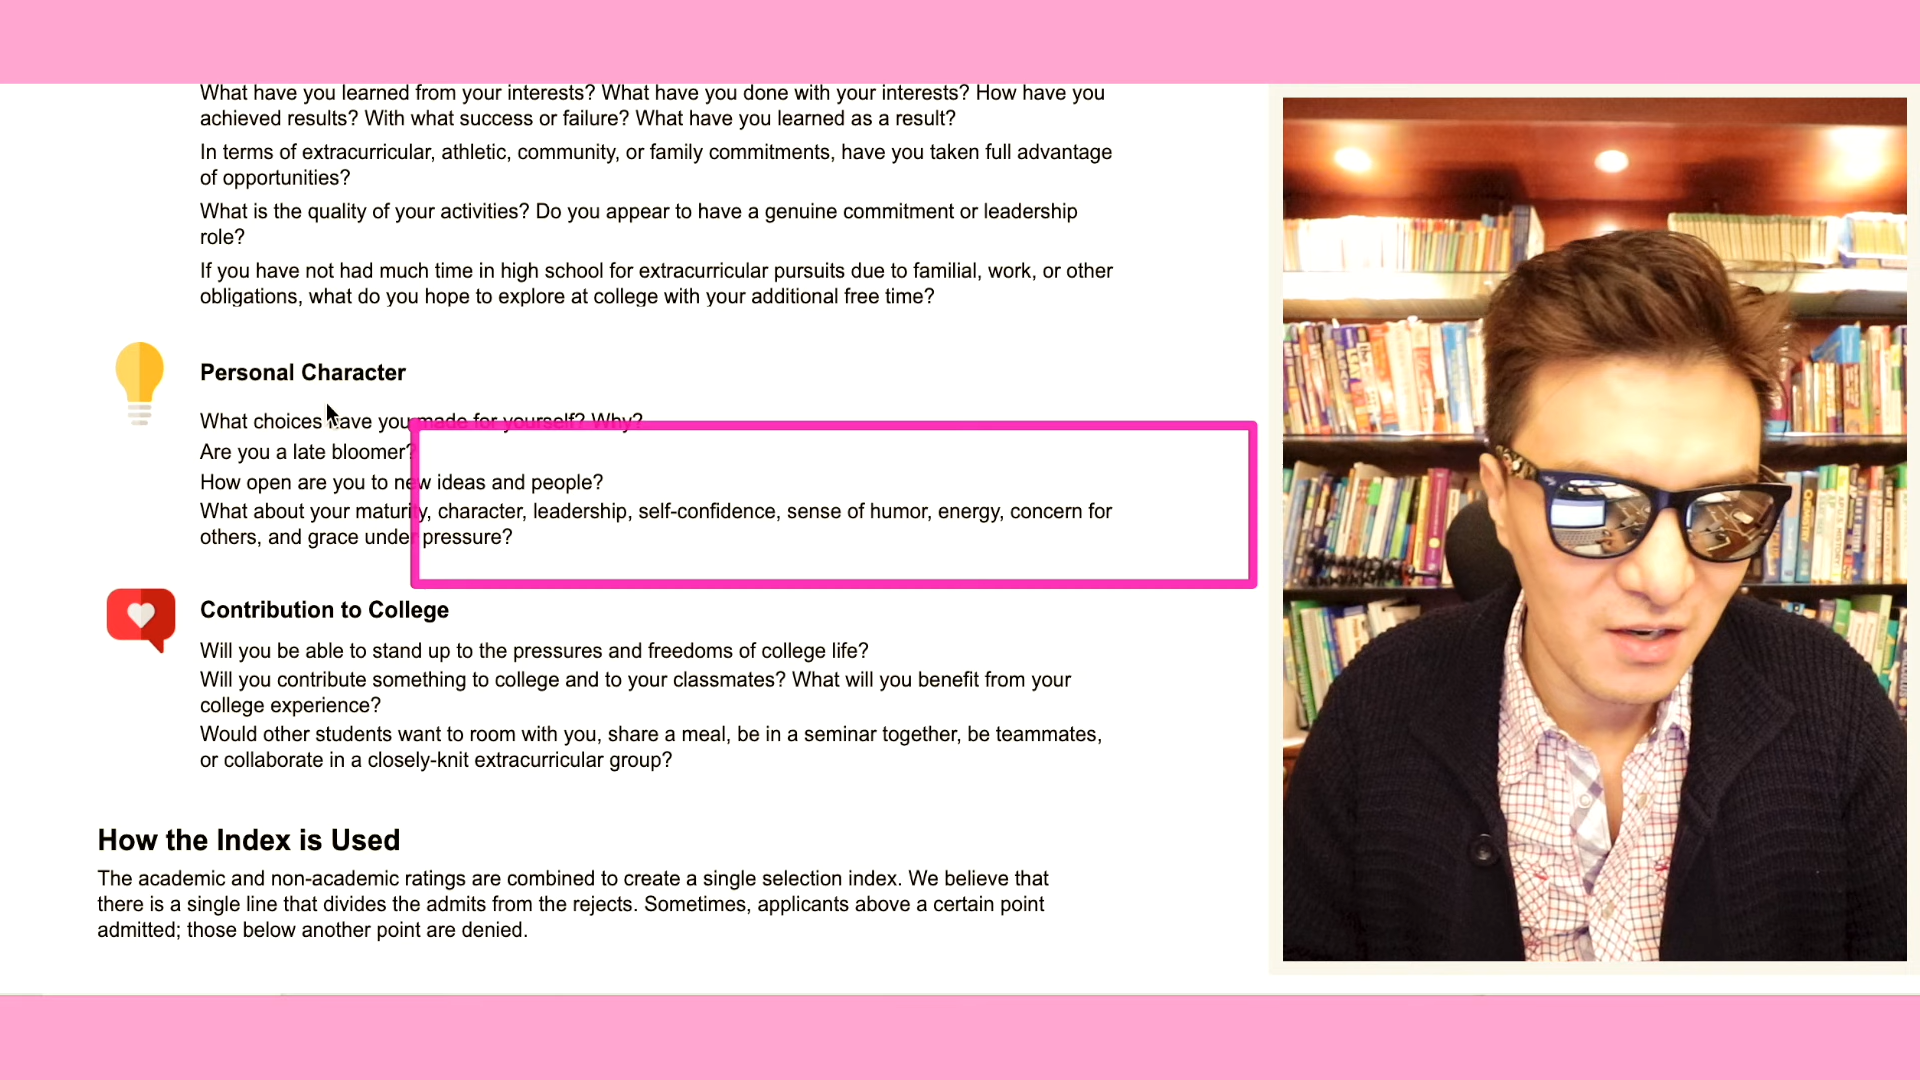 What have you learned from your interests? What have you done with your interests? How have you
achieved results? With what success or failure? What have you learned as a result?
In terms of extracurricular, athletic, community, or family commitments, have you taken full advantage
of opportunities?
What is the quality of your activities? Do you appear to have a genuine commitment or leadership
role?
If you have not had much time in high school for extracurricular pursuits due to familial, work, or other
obligations, what do you hope to explore at college with your additional free time?
Personal Character
What choices have you made for yourself? Why?
Are you a late bloomer?
How open are you to new ideas and people?
What about your maturity, character, leadership, self-confidence, sense of humor, energy, concern for
others, and grace under pressure?
Contribution to College
Will you be able to stand up to the pressures and freedoms of college life?
Will you contribute something to college and to your classmates? What will you benefit from your
college experience?
Would other students want to room with you, share a meal, be in a seminar together, be teammates,
or collaborate in a closely-knit extracurricular group?
How the Index is Used
The academic and non-academic ratings are combined to create a single selection index. We believe that
there is a single line that divides the admits from the rejects. Sometimes, applicants above a certain point
admitted; those below another point are denied.